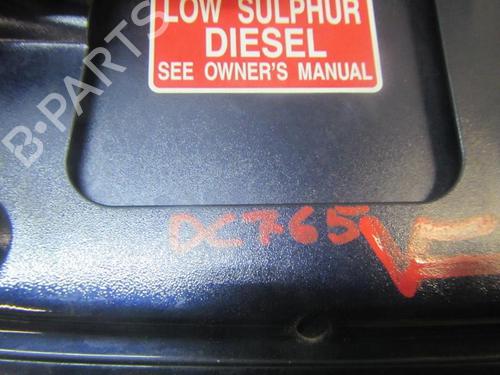 LOW SULPHUR
DIESEL
SEE OWNER'S MANUAL
B-PARTS
DC765